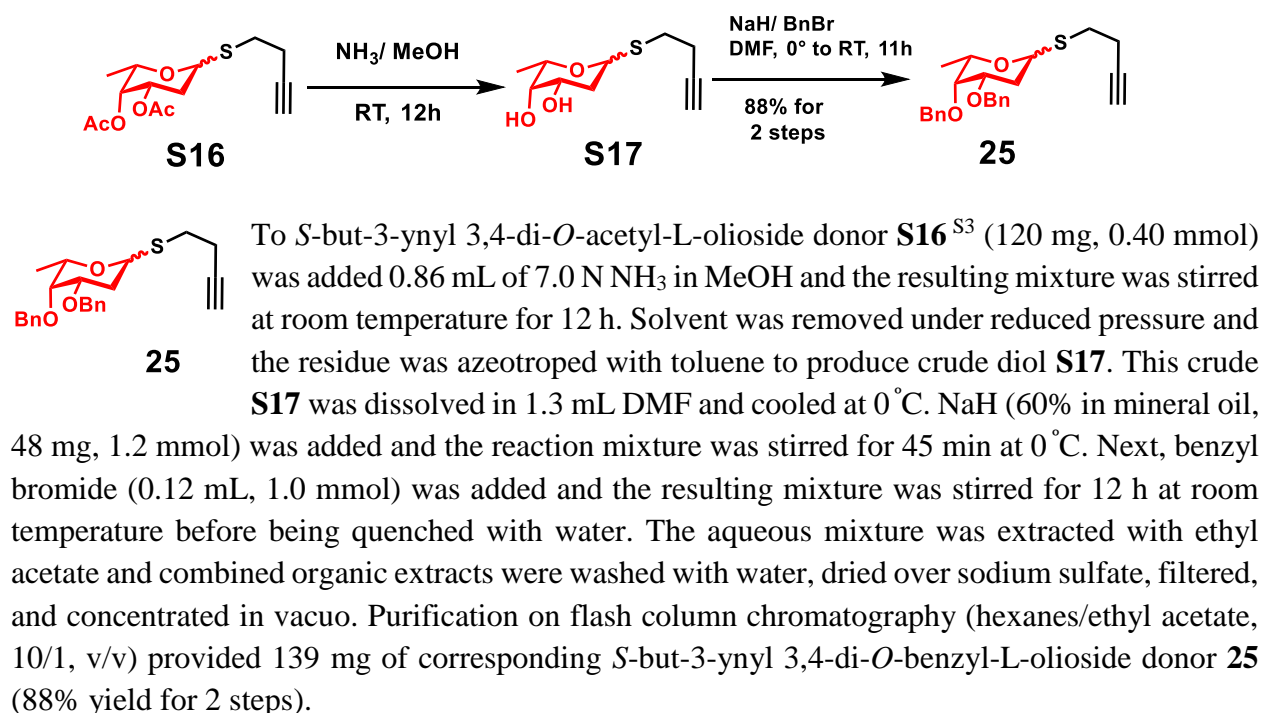 S
O
OAc
AcO
S16
NH3/ MeOH
RT, 12h
S
O
OH
HO
S17
NaH/ BnBr
DMF, 0° to RT, 11h
88% for
2 steps
S
O
OBn
BnO
25
S
O
OBn
BnO
25
To S-but-3-ynyl 3,4-di-O-acetyl-L-olioside donor S16 S3 (120 mg, 0.40 mmol)
was added 0.86 mL of 7.0 N NH3 in MeOH and the resulting mixture was stirred
at room temperature for 12 h. Solvent was removed under reduced pressure and
the residue was azeotroped with toluene to produce crude diol S17. This crude
S17 was dissolved in 1.3 mL DMF and cooled at 0 °C. NaH (60% in mineral oil,
48 mg, 1.2 mmol) was added and the reaction mixture was stirred for 45 min at 0 °C. Next, benzyl
bromide (0.12 mL, 1.0 mmol) was added and the resulting mixture was stirred for 12 h at room
temperature before being quenched with water. The aqueous mixture was extracted with ethyl
acetate and combined organic extracts were washed with water, dried over sodium sulfate, filtered,
and concentrated in vacuo. Purification on flash column chromatography (hexanes/ethyl acetate,
10/1, v/v) provided 139 mg of corresponding S-but-3-ynyl 3,4-di-O-benzyl-L-olioside donor 25
(88% yield for 2 steps).